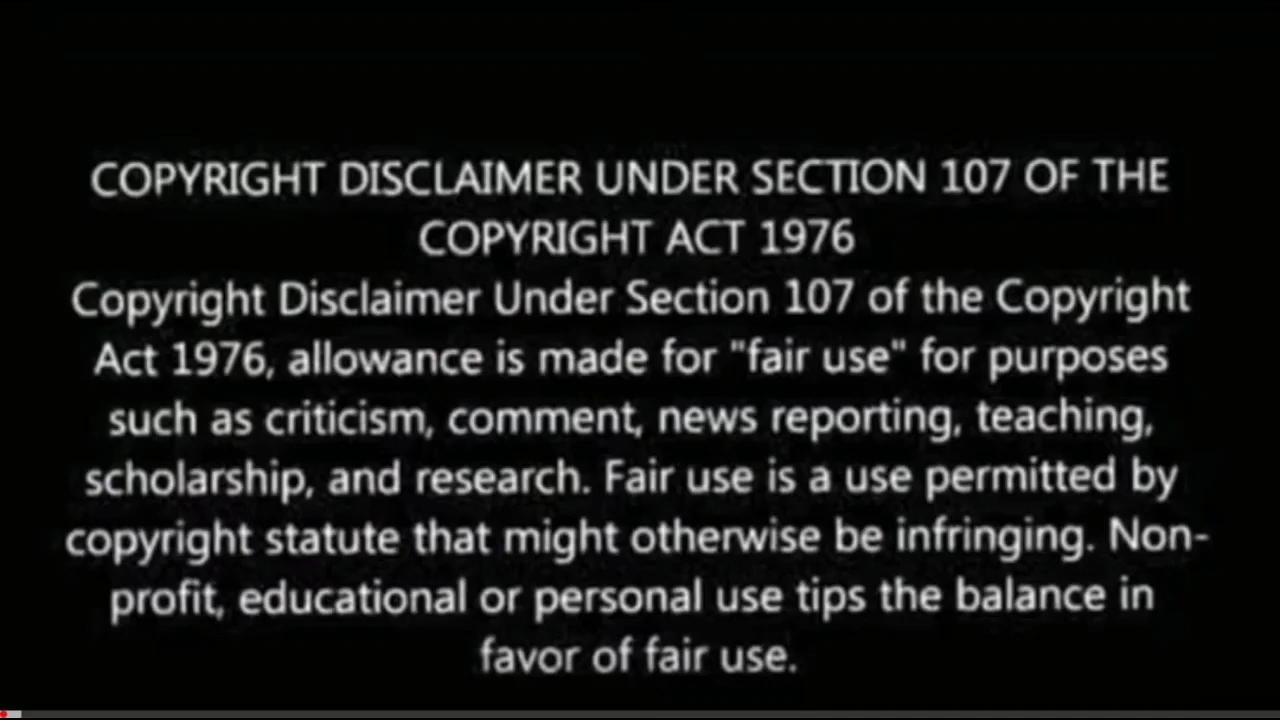 COPYRIGHT DISCLAIMER UNDER SECTION 107 OF THE
COPYRIGHT ACT 1976
Copyright Disclaimer Under Section 107 of the Copyright
Act 1976, allowance is made for "fair use" for purposes
such as criticism, comment, news reporting, teaching,
scholarship, and research. Fair use is a use permitted by
copyright statute that might otherwise be infringing. Non-
profit, educational or personal use tips the balance in
favor of fair use.